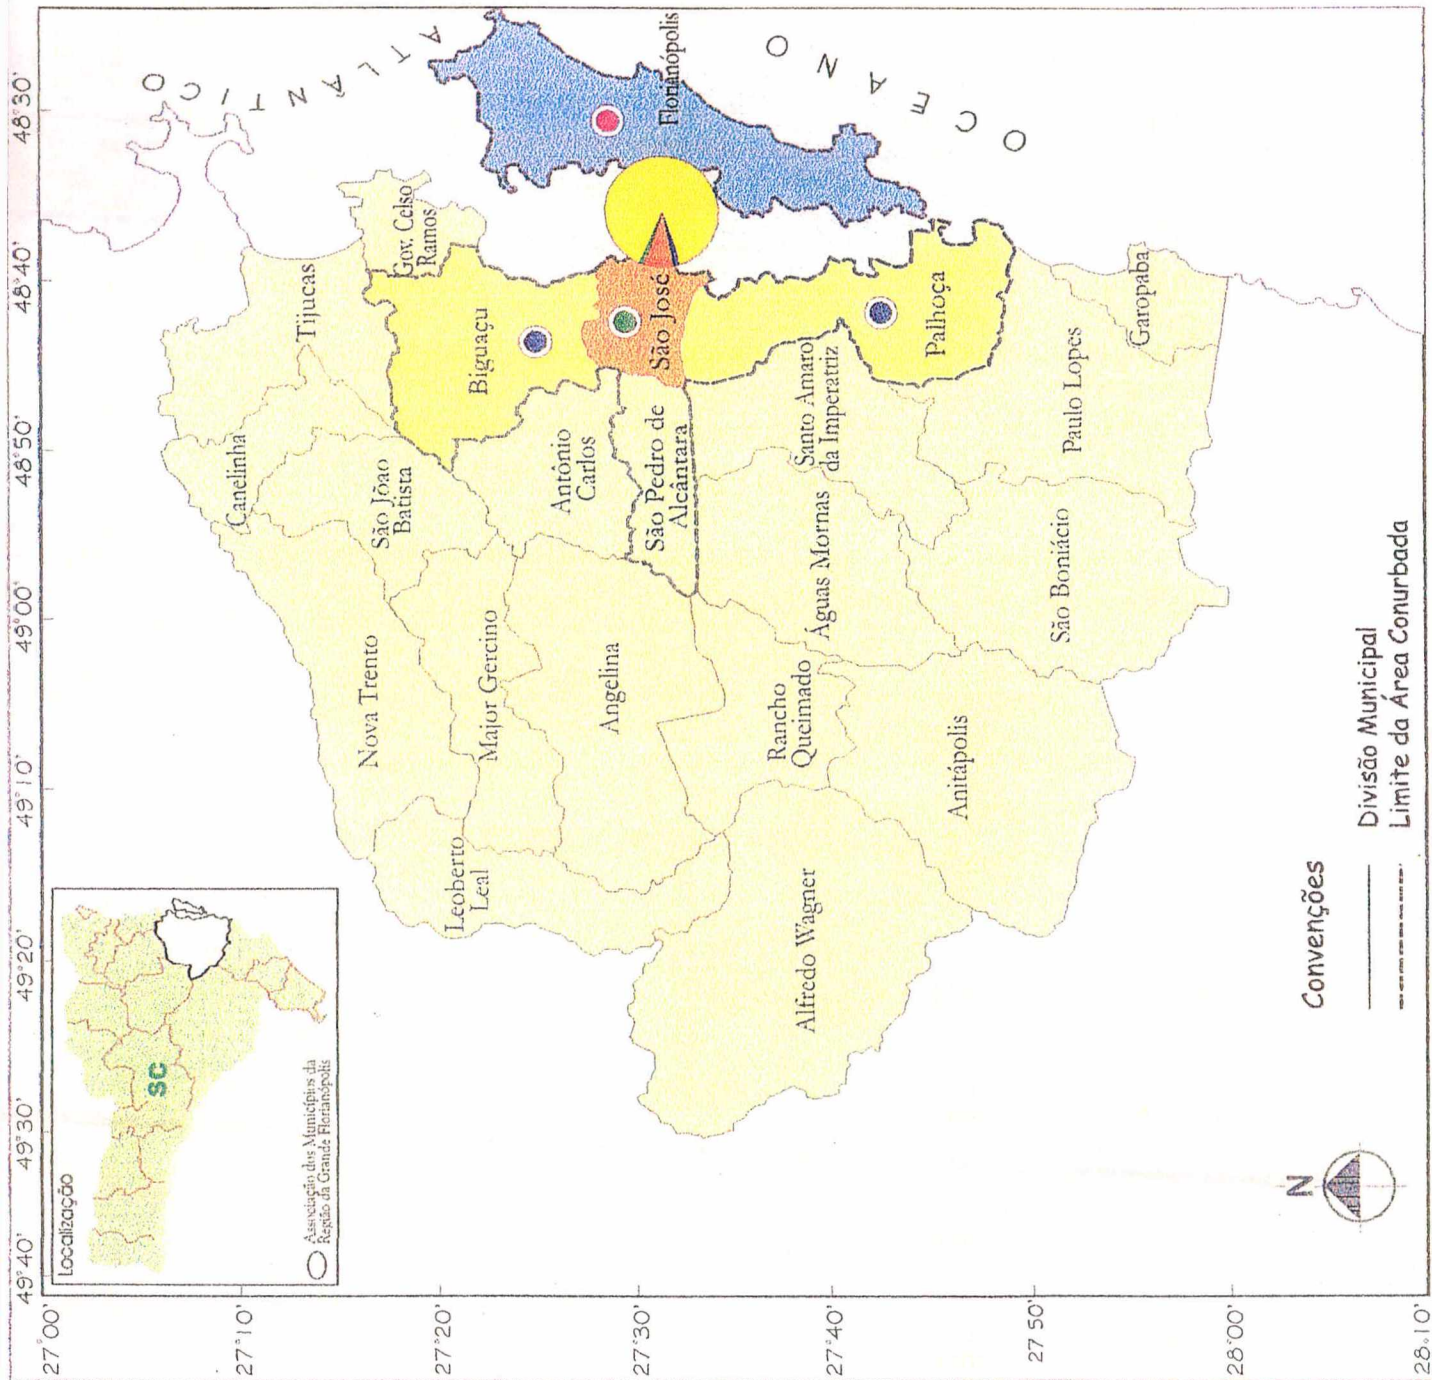 48°30'
48°40'
48°50'
49°00'
49°10'
49°20'
49°30'
49°40'
27°00'
27°10'
27°20'
27°30'
27°40'
27°50'
28°00'
28°10'
Localização
SC
Associação dos Municípios da
Região da Grande Florianópolis
OCEANO
ATLÂNTICO
Tijucas
Canelinha
Gov. Celso
Ramos
São Jõao
Batista
Nova Trento
Biguaçu
Major Gercino
Leoberto
Leal
Antônio
Carlos
Angelina
São José
São Pedro de
Alcântara
Florianópolis
Santo Amaro
da Imperatriz
Águas Mornas
Rancho
Queimado
Alfredo Wagner
Palhoça
Anitápolis
Paulo Lopes
São Boniácio
Garopaba
N
Convenções
Divisão Municipal
Limite da Área Conurbada